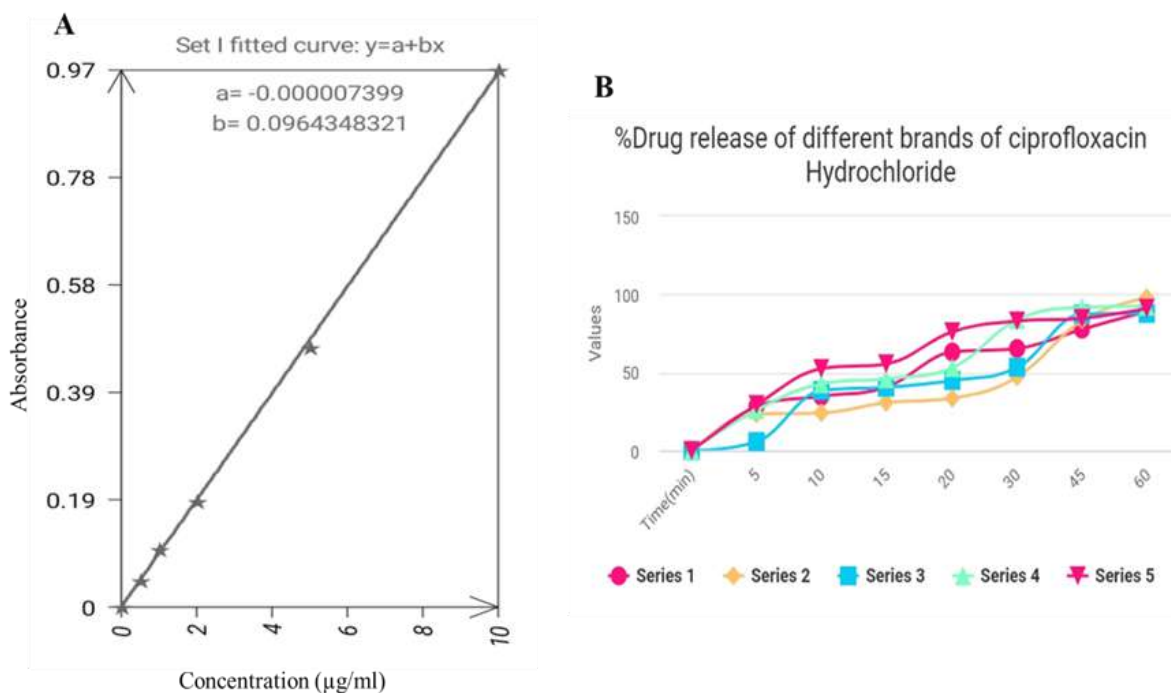 A
Set I fitted curve: y=a+bx
a= -0.000007399
b= 0.0964348321
0.97
0.78
0.58
0.39
0.19
0
Absorbance
0
2
4
6
8
10
Concentration (µg/ml)
B
%Drug release of different brands of ciprofloxacin
Hydrochloride
150
100
50
0
Values
Time(min)
5
10
15
20
30
45
60
Series 1
Series 2
Series 3
Series 4
Series 5